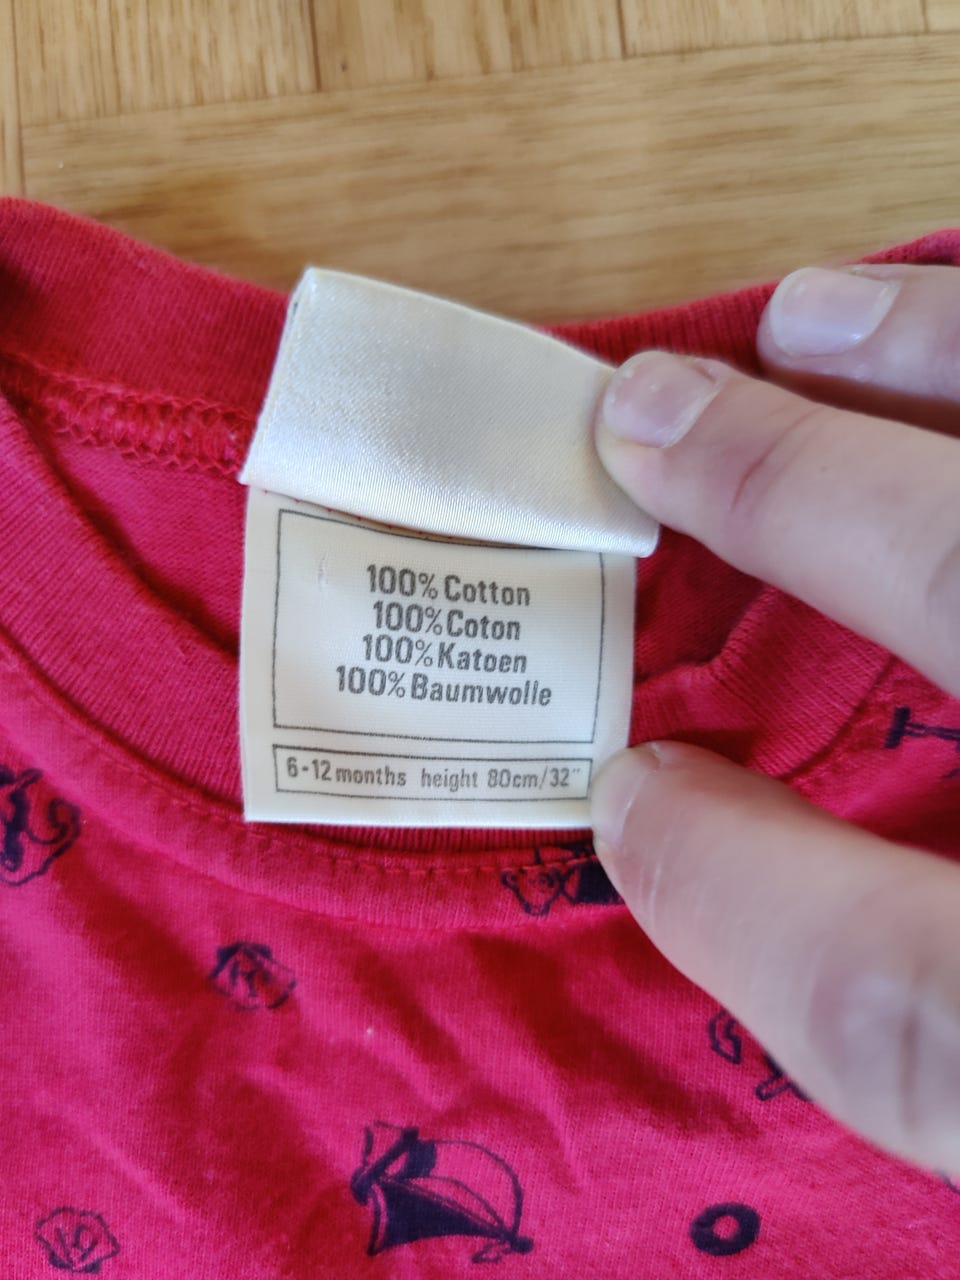 100% Cotton
100% Coton
100% Katoen
100% Baumwolle
6-12 months height 80cm/32"